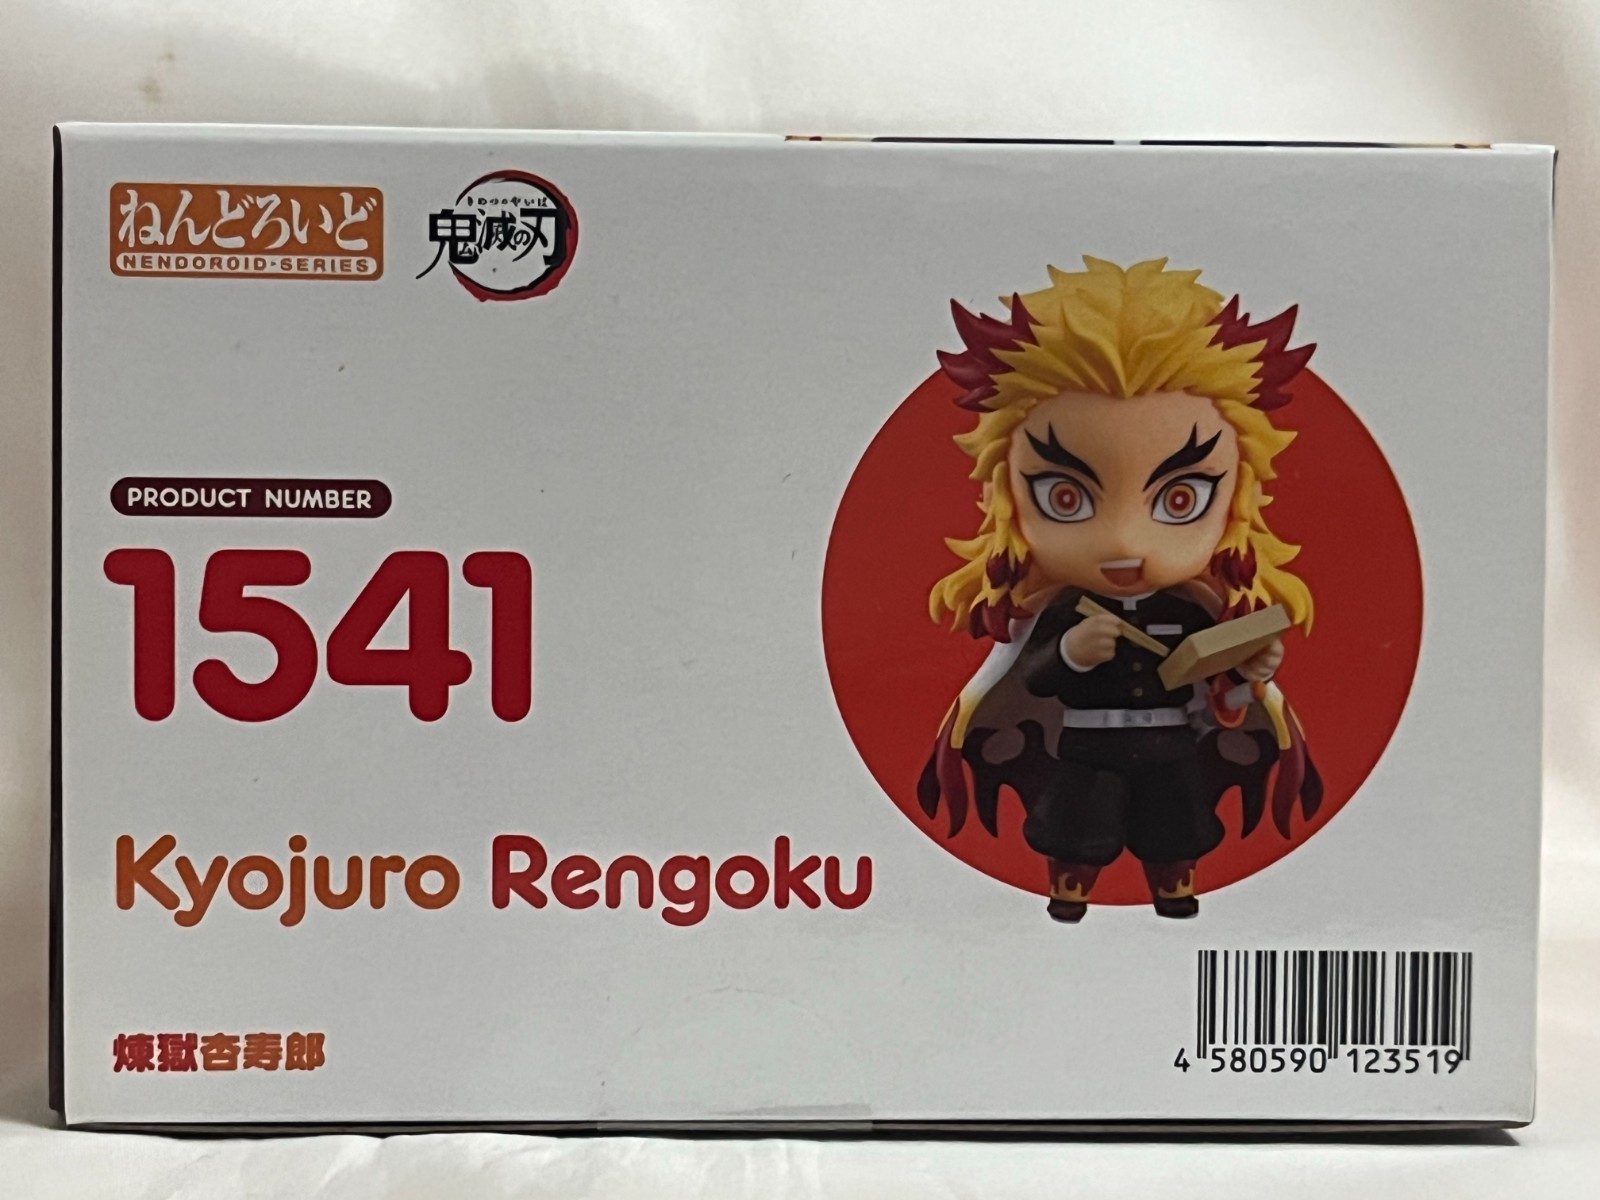 ねんどろいど
NENDOROID·SERIES
きめつのやいば
鬼滅の刃
PRODUCT NUMBER
1541
Kyojuro Rengoku
煉獄杏寿郎
4 580590 123519